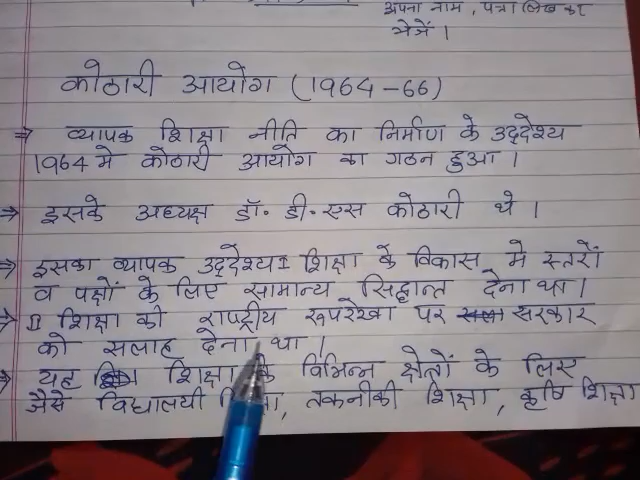 अपना नाम, पता लिख कर
भेजें।
कोठारी आयोग (1964-66)
⇒ व्यापक शिक्षा नीति का निर्माण के उद्देश्य
1964 मे कोठारी आयोग का गठन हुआ।
⇒ इसके अध्यक्ष डॉ. डी.एस कोठारी थे।
⇒ इसका व्यापक उद्देश्य I शिक्षा के विकास मे स्तरों
व पक्षों के लिए सामान्य सिद्धान्त देना था।
⇒ II शिक्षा की राष्ट्रीय रूपरेखा पर सरकार
को सलाह देना था।
⇒ यह शिक्षा के विभिन्न क्षेत्रों के लिए
जैसे विद्यालयी शिक्षा, तकनीकी शिक्षा, कृषि शिक्षा